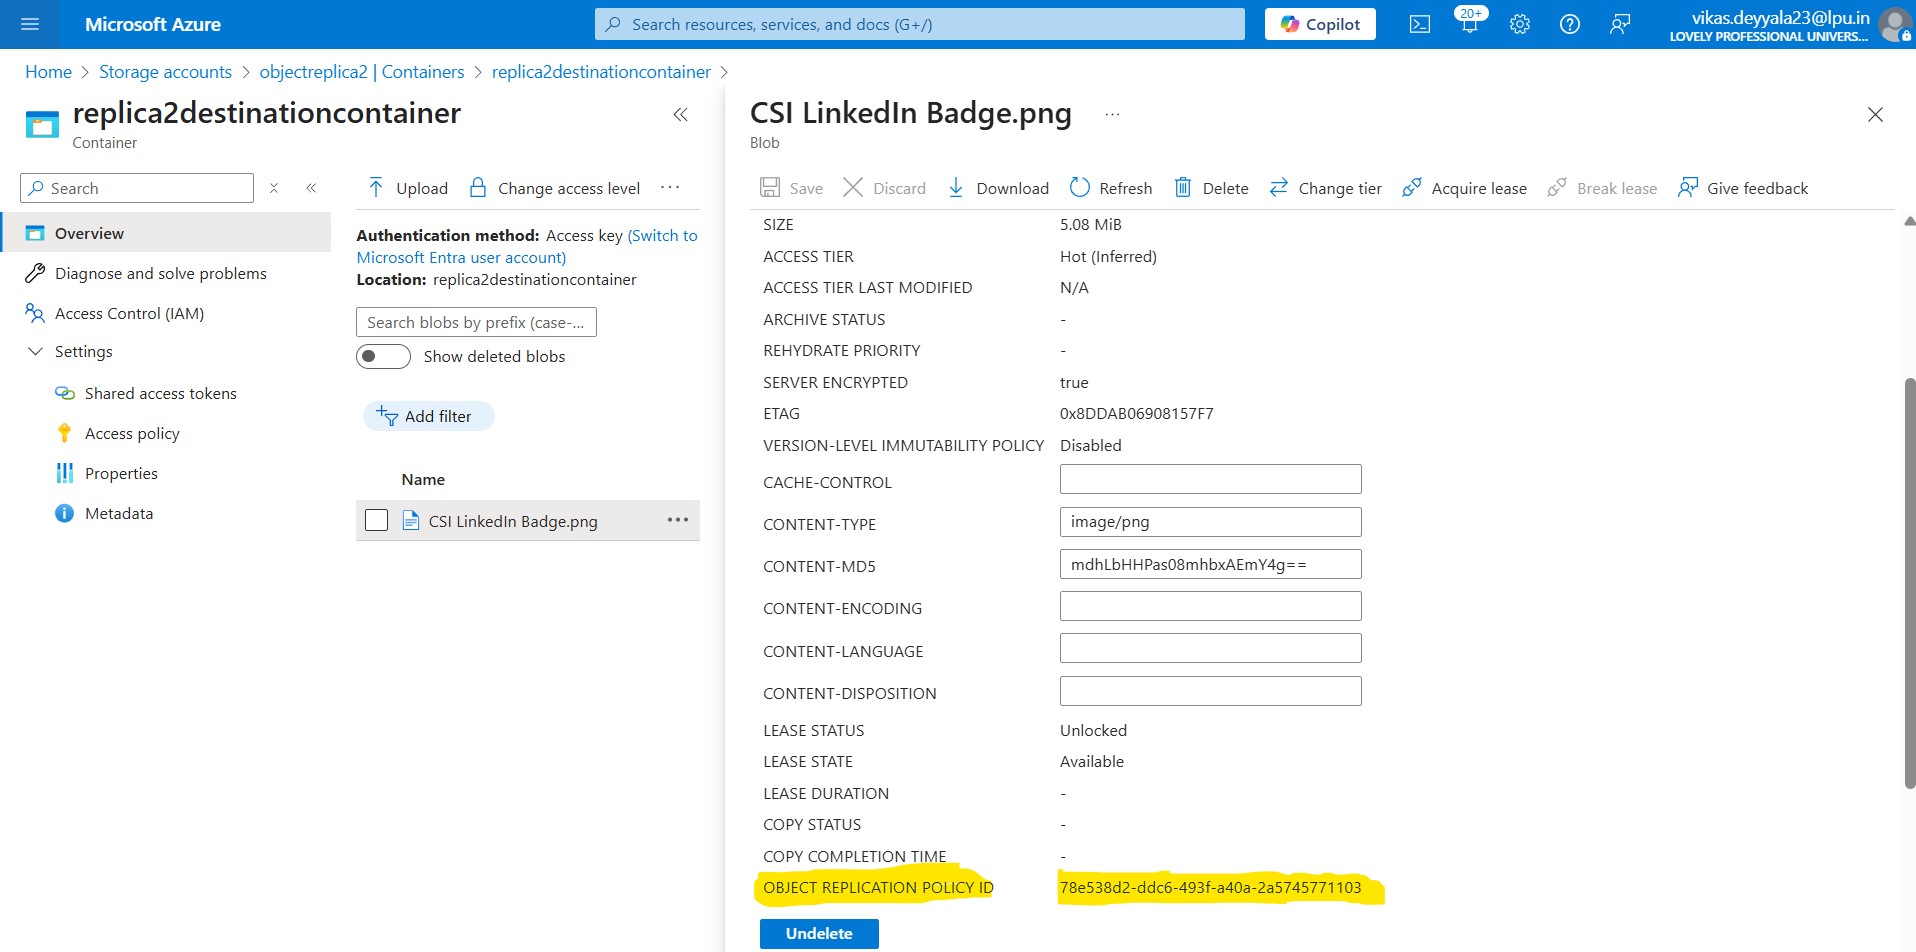 Microsoft Azure
Search resources, services, and docs (G+/)
Copilot
20+
vikas.deyyala23@lpu.in
LOVELY PROFESSIONAL UNIVERS...
Home > Storage accounts > objectreplica2 | Containers > replica2destinationcontainer >
replica2destinationcontainer
Container
Search
Overview
Diagnose and solve problems
Access Control (IAM)
Settings
Shared access tokens
Access policy
Properties
Metadata
Upload
Change access level
Authentication method: Access key (Switch to
Microsoft Entra user account)
Location: replica2destinationcontainer
Search blobs by prefix (case-...
Show deleted blobs
Add filter
Name
CSI LinkedIn Badge.png
CSI LinkedIn Badge.png
Blob
Save Discard Download Refresh Delete Change tier Acquire lease Break lease Give feedback
SIZE 5.08 MiB
ACCESS TIER Hot (Inferred)
ACCESS TIER LAST MODIFIED N/A
ARCHIVE STATUS -
REHYDRATE PRIORITY -
SERVER ENCRYPTED true
ETAG 0x8DDAB06908157F7
VERSION-LEVEL IMMUTABILITY POLICY Disabled
CACHE-CONTROL
CONTENT-TYPE image/png
CONTENT-MD5 mdhLbHHPas08mhbxAEmY4g==
CONTENT-ENCODING
CONTENT-LANGUAGE
CONTENT-DISPOSITION
LEASE STATUS Unlocked
LEASE STATE Available
LEASE DURATION -
COPY STATUS -
COPY COMPLETION TIME -
OBJECT REPLICATION POLICY ID 78e538d2-ddc6-493f-a40a-2a5745771103
Undelete